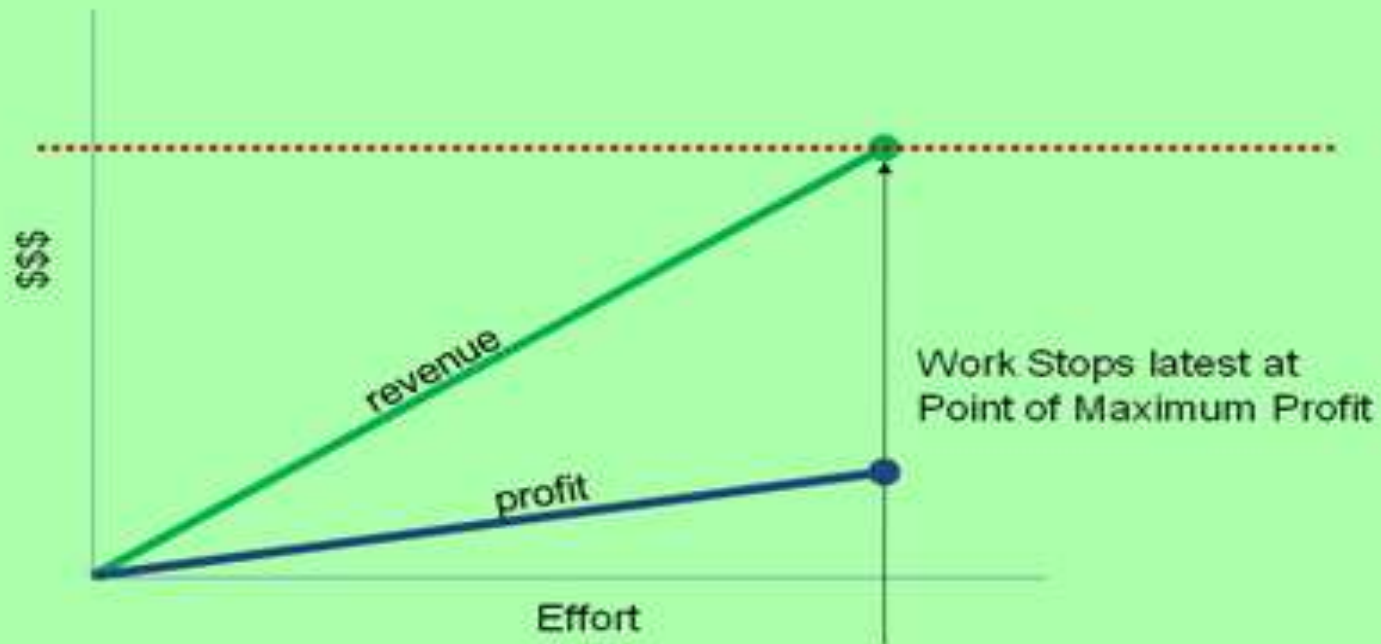 $$$
revenue
profit
Work Stops latest at
Point of Maximum Profit
Effort